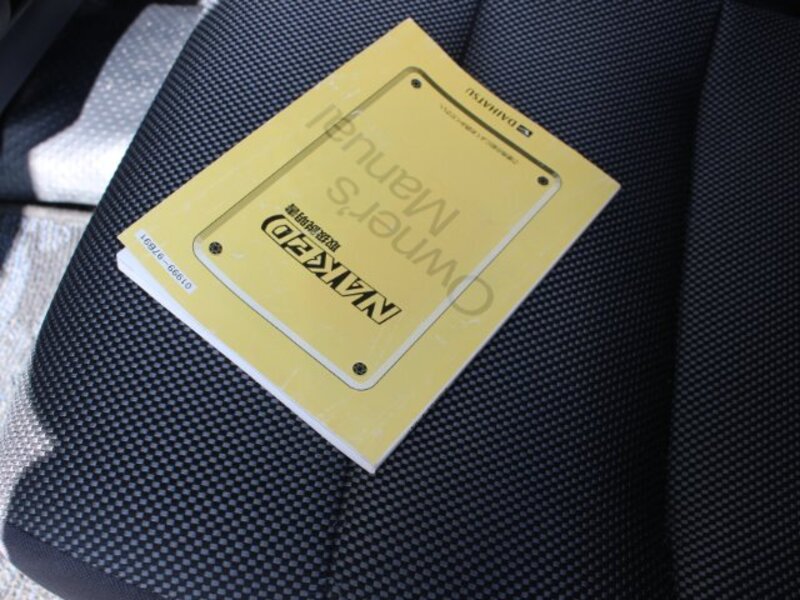 Owner's
Manual
NAKED
取扱説明書
DAIHATSU
01999-97691